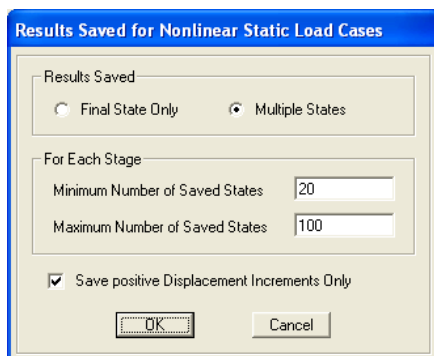 Results Saved for Nonlinear Static Load Cases
Results Saved
Final State Only Multiple States
For Each Stage
Minimum Number of Saved States 20
Maximum Number of Saved States 100
Save positive Displacement Increments Only
OK Cancel